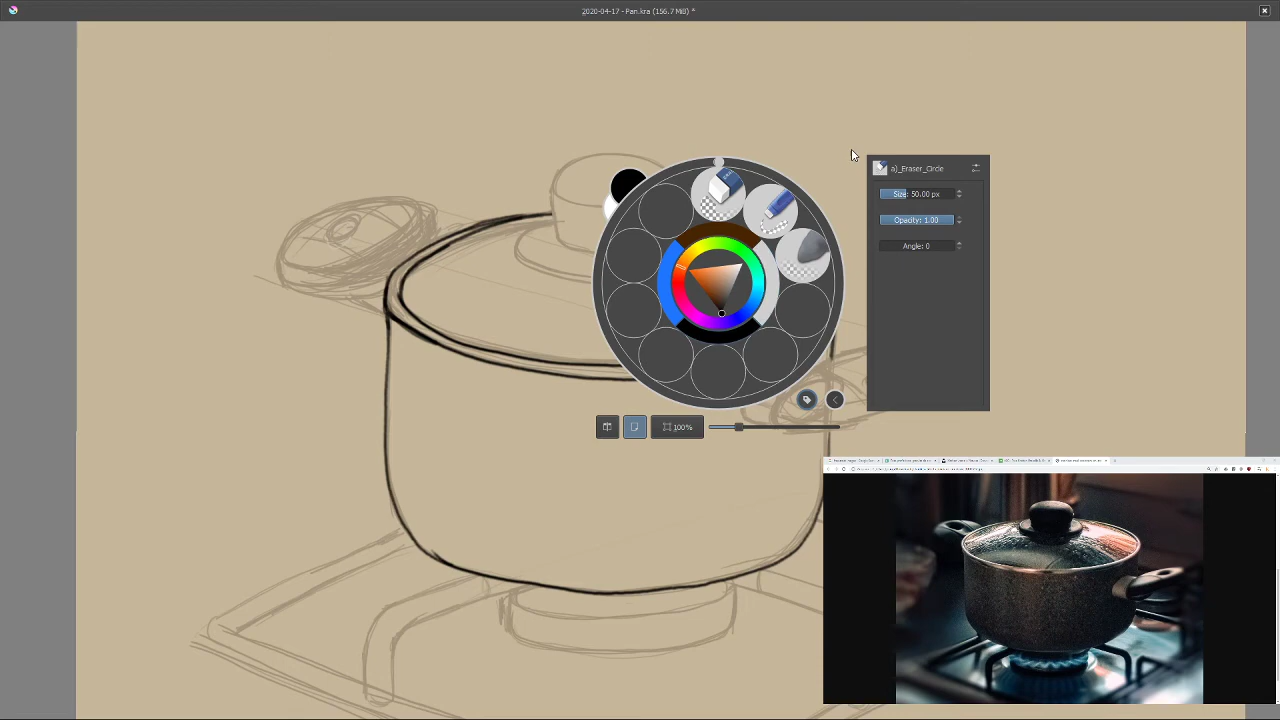 2020-04-17 - Pan.kra (156.7 MiB) *
a)_Eraser_Circle
Size: 50.00 px
Opacity: 1.00
Angle: 0
100%